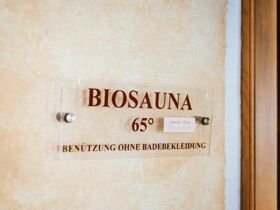 BIOSAUNA
65°
BENÜTZUNG OHNE BADEBEKLEIDUNG